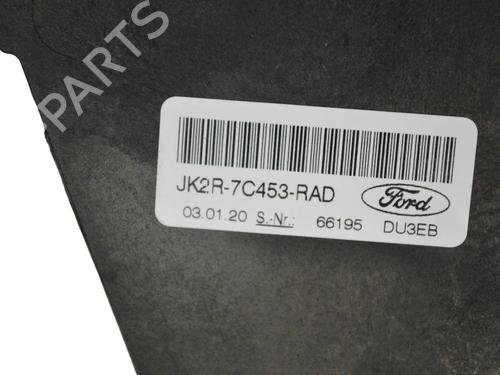 PARTS
JK2R-7C453-RAD
Ford
03.01.20 S.-Nr.: 66195 DU3EB